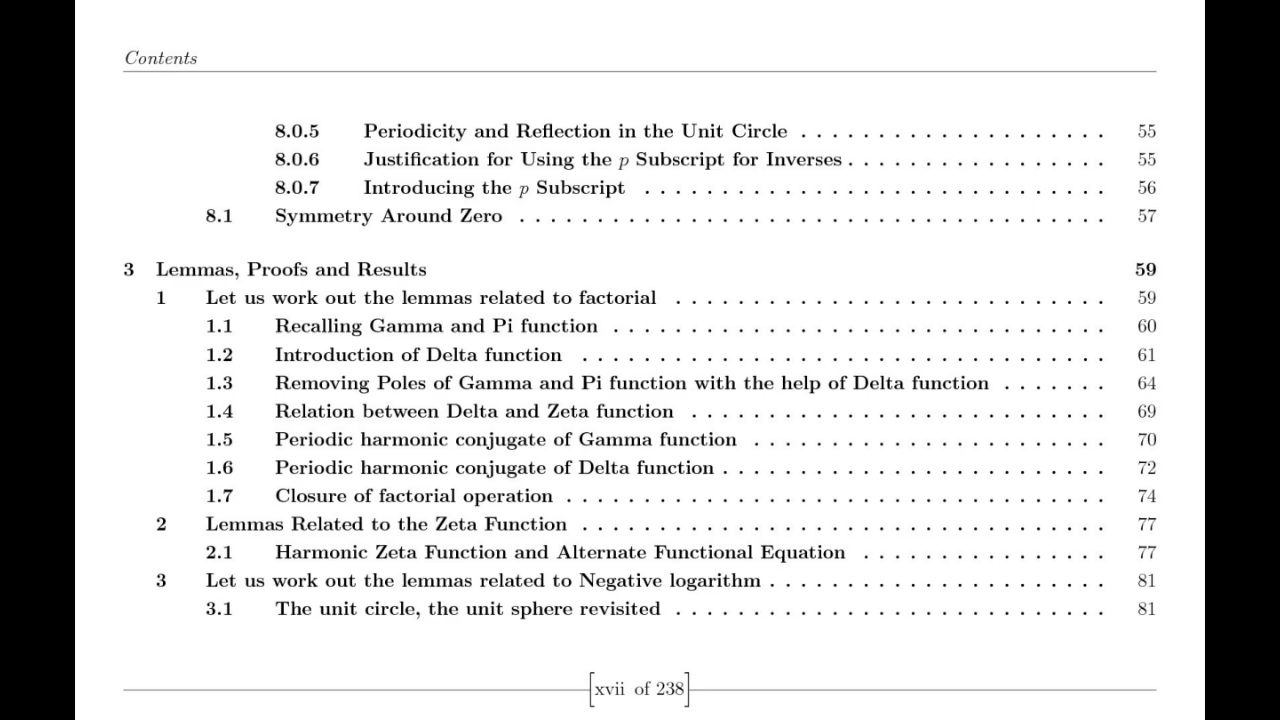 Contents
8.0.5 Periodicity and Reflection in the Unit Circle . . . . . . . . . . . . . . . . . . . . 55
8.0.6 Justification for Using the p Subscript for Inverses . . . . . . . . . . . . . . . . . 55
8.0.7 Introducing the p Subscript . . . . . . . . . . . . . . . . . . . . . . . . . . . . . . 56
8.1 Symmetry Around Zero . . . . . . . . . . . . . . . . . . . . . . . . . . . . . . . . . . . . . . 57
3 Lemmas, Proofs and Results 59
1 Let us work out the lemmas related to factorial . . . . . . . . . . . . . . . . . . . . . . . . . . . . 59
1.1 Recalling Gamma and Pi function . . . . . . . . . . . . . . . . . . . . . . . . . . . . . . . . 60
1.2 Introduction of Delta function . . . . . . . . . . . . . . . . . . . . . . . . . . . . . . . . . . 61
1.3 Removing Poles of Gamma and Pi function with the help of Delta function . . . . . . . 64
1.4 Relation between Delta and Zeta function . . . . . . . . . . . . . . . . . . . . . . . . . . . 69
1.5 Periodic harmonic conjugate of Gamma function . . . . . . . . . . . . . . . . . . . . . . . 70
1.6 Periodic harmonic conjugate of Delta function . . . . . . . . . . . . . . . . . . . . . . . . . 72
1.7 Closure of factorial operation . . . . . . . . . . . . . . . . . . . . . . . . . . . . . . . . . . . 74
2 Lemmas Related to the Zeta Function . . . . . . . . . . . . . . . . . . . . . . . . . . . . . . . . . . 77
2.1 Harmonic Zeta Function and Alternate Functional Equation . . . . . . . . . . . . . . . . 77
3 Let us work out the lemmas related to Negative logarithm . . . . . . . . . . . . . . . . . . . . . . 81
3.1 The unit circle, the unit sphere revisited . . . . . . . . . . . . . . . . . . . . . . . . . . . . 81
[xvii of 238]